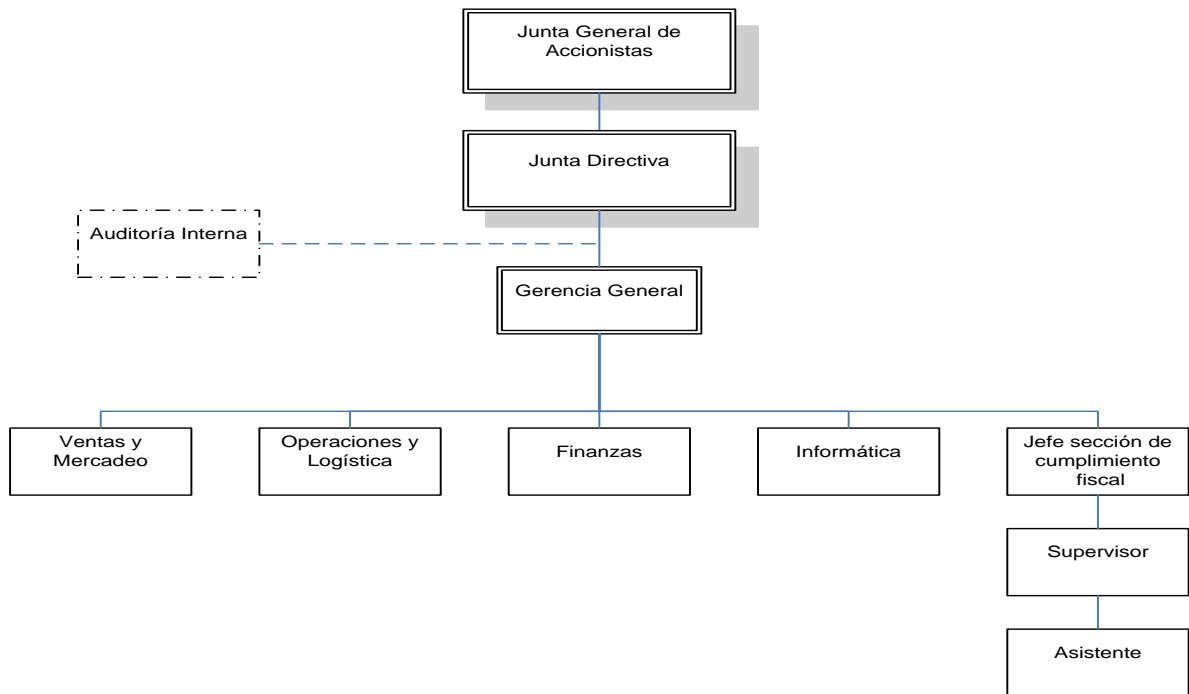 Junta General de
Accionistas
Junta Directiva
Auditoría Interna
Gerencia General
Ventas y
Mercadeo
Operaciones y
Logística
Finanzas
Informática
Jefe sección de
cumplimiento
fiscal
Supervisor
Asistente